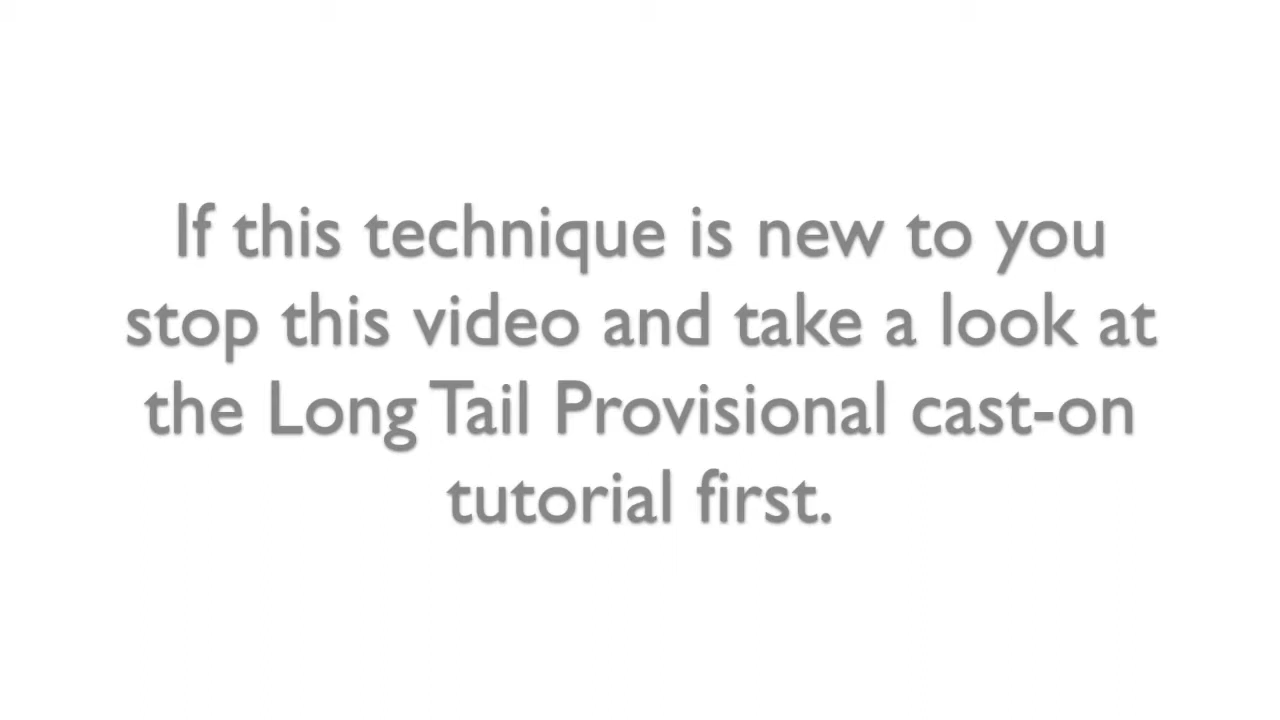 If this technique is new to you
stop this video and take a look at
the Long Tail Provisional cast-on
tutorial first.